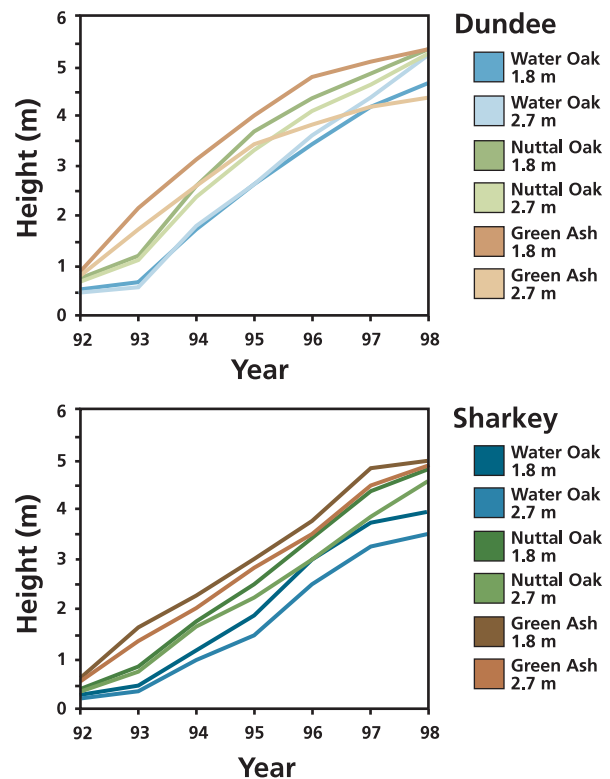 Dundee
6
5
4
3
2
1
0
Height (m)
92 93 94 95 96 97 98
Year
Water Oak
1.8 m
Water Oak
2.7 m
Nuttal Oak
1.8 m
Nuttal Oak
2.7 m
Green Ash
1.8 m
Green Ash
2.7 m
Sharkey
6
5
4
3
2
1
0
Height (m)
92 93 94 95 96 97 98
Year
Water Oak
1.8 m
Water Oak
2.7 m
Nuttal Oak
1.8 m
Nuttal Oak
2.7 m
Green Ash
1.8 m
Green Ash
2.7 m